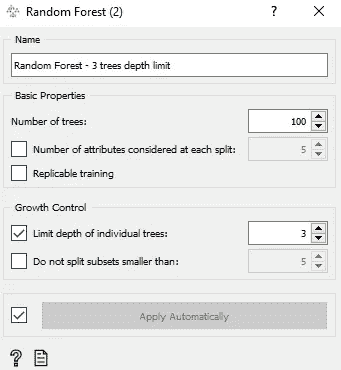 Random Forest (2) ? ×
Name
Random Forest - 3 trees depth limit
Basic Properties
Number of trees: 100
Number of attributes considered at each split: 5
Replicable training
Growth Control
Limit depth of individual trees: 3
Do not split subsets smaller than: 5
Apply Automatically
?